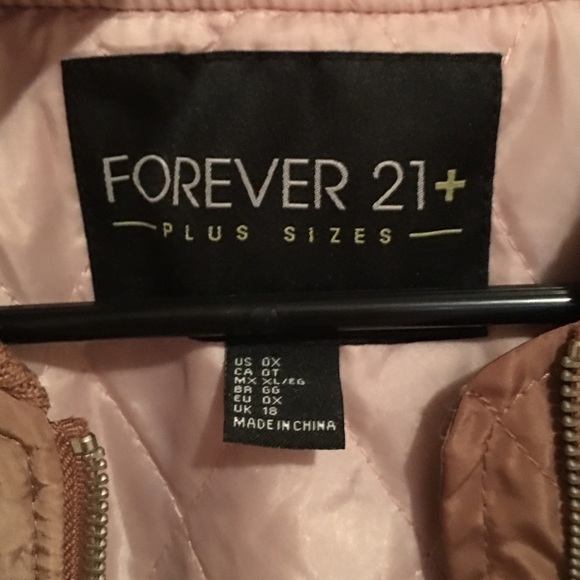 FOREVER 21+
PLUS SIZES
US 0X
CA 0T
MX XL/EG
BR GG
EU 0X
UK 18
MADE IN CHINA